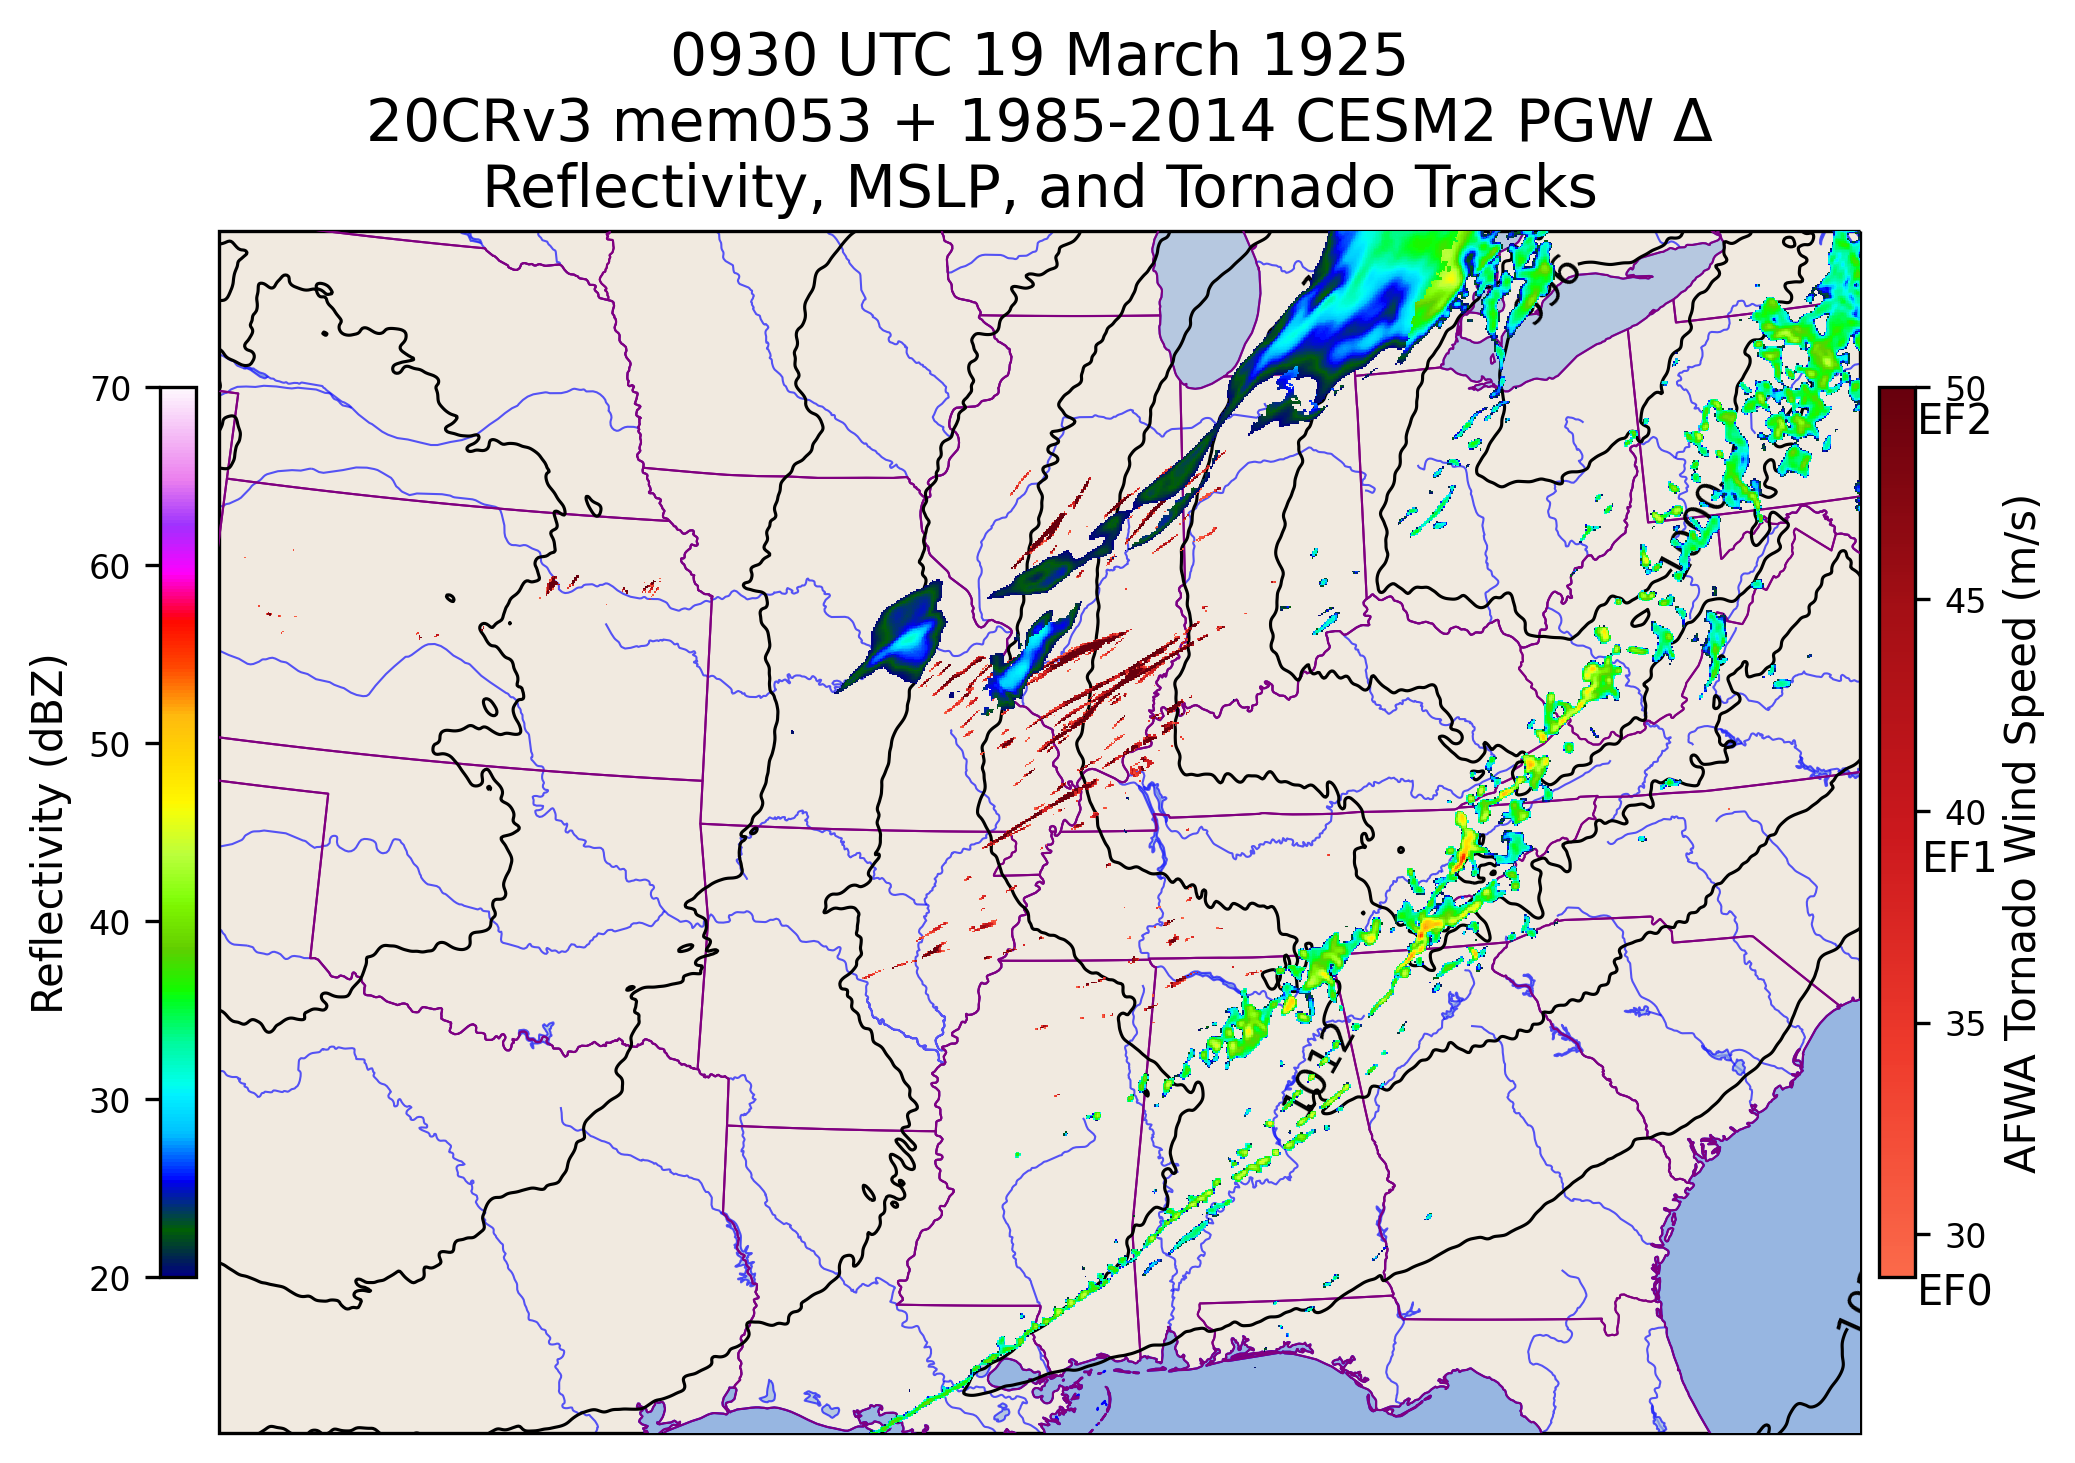 0930 UTC 19 March 1925
20CRv3 mem053 + 1985-2014 CESM2 PGW Δ
Reflectivity, MSLP, and Tornado Tracks
Reflectivity (dBZ)
70
60
50
40
30
20
1000
1012
50
EF2
45
40
EF1
35
30
EF0
AFWA Tornado Wind Speed (m/s)